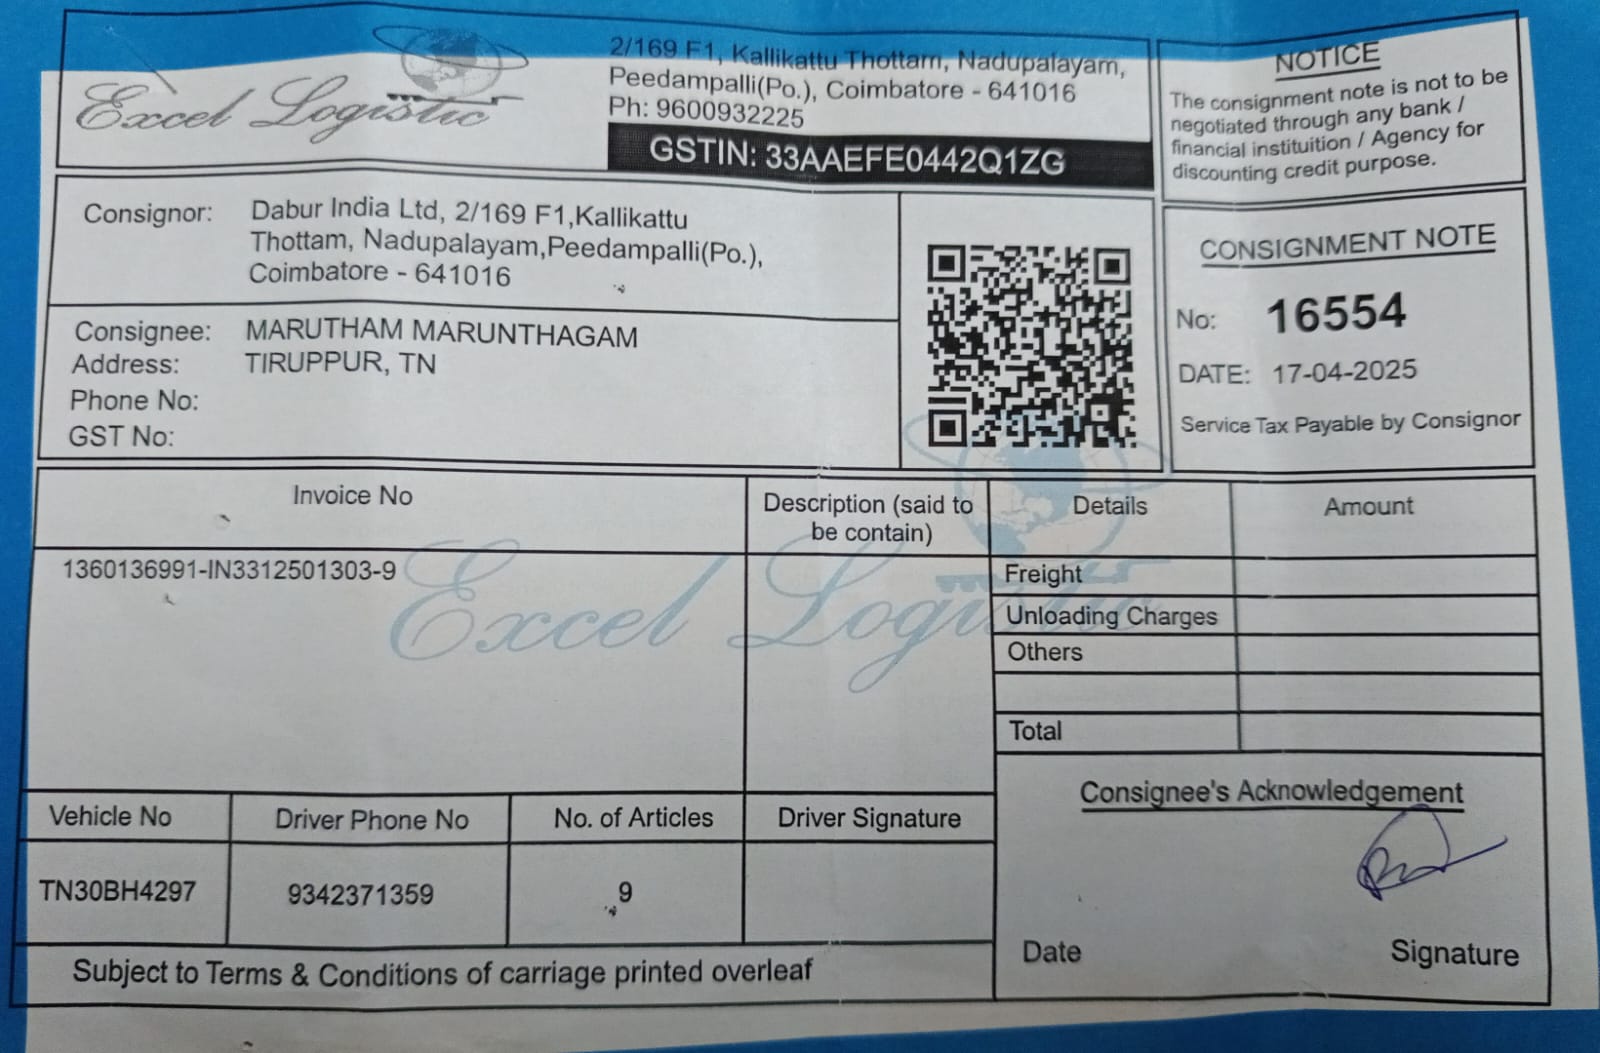 Excel Logistic
2/169 F1, Kallikattu Thottam, Nadupalayam,
Peedampalli(Po.), Coimbatore - 641016
Ph: 9600932225
GSTIN: 33AAEFE0442Q1ZG
NOTICE
The consignment note is not to be
negotiated through any bank /
financial instituition / Agency for
discounting credit purpose.
Consignor: Dabur India Ltd, 2/169 F1,Kallikattu
Thottam, Nadupalayam,Peedampalli(Po.),
Coimbatore - 641016
CONSIGNMENT NOTE
No: 16554
DATE: 17-04-2025
Service Tax Payable by Consignor
Consignee: MARUTHAM MARUNTHAGAM
Address: TIRUPPUR, TN
Phone No:
GST No:
Invoice No
Description (said to
be contain)
Details
Amount
1360136991-IN3312501303-9
Excel Logistic
Freight
Unloading Charges
Others
Total
Vehicle No
Driver Phone No
No. of Articles
Driver Signature
TN30BH4297
9342371359
9
Consignee's Acknowledgement
Date
Signature
Subject to Terms & Conditions of carriage printed overleaf